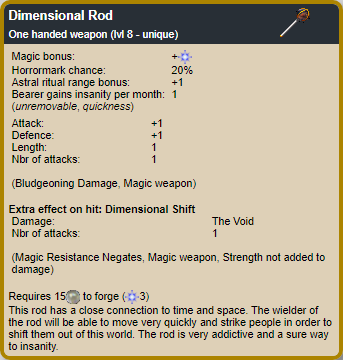 Dimensional Rod
One handed weapon (lvl 8 - unique)
Magic bonus: +
Horrormark chance: 20%
Astral ritual range bonus: +1
Bearer gains insanity per month: 1
(unremovable, quickness)
Attack: +1
Defence: +1
Length: 1
Nbr of attacks: 1
(Bludgeoning Damage, Magic weapon)
Extra effect on hit: Dimensional Shift
Damage: The Void
Nbr of attacks: 1
(Magic Resistance Negates, Magic weapon, Strength not added to
damage)
Requires 15 to forge ( -3)
This rod has a close connection to time and space. The wielder of
the rod will be able to move very quickly and strike people in order to
shift them out of this world. The rod is very addictive and a sure way
to insanity.